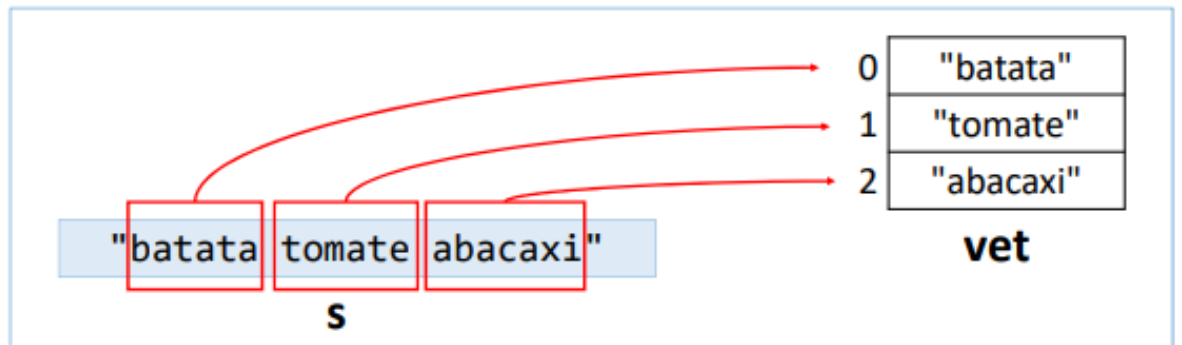 0 "batata"
1 "tomate"
2 "abacaxi"
"batata tomate abacaxi"
vet
s